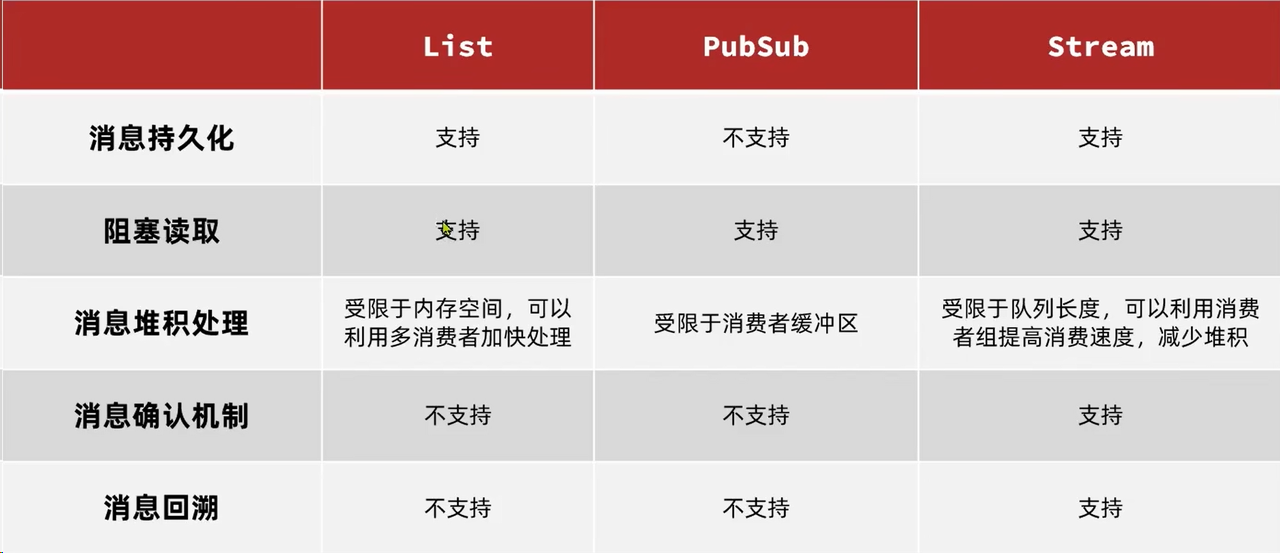 List PubSub Stream
消息持久化 支持 不支持 支持
阻塞读取 支持 支持 支持
消息堆积处理 受限于内存空间，可以 受限于消费者缓冲区 受限于队列长度，可以利用消费
利用多消费者加快处理 者组提高消费速度，减少堆积
消息确认机制 不支持 不支持 支持
消息回溯 不支持 不支持 支持